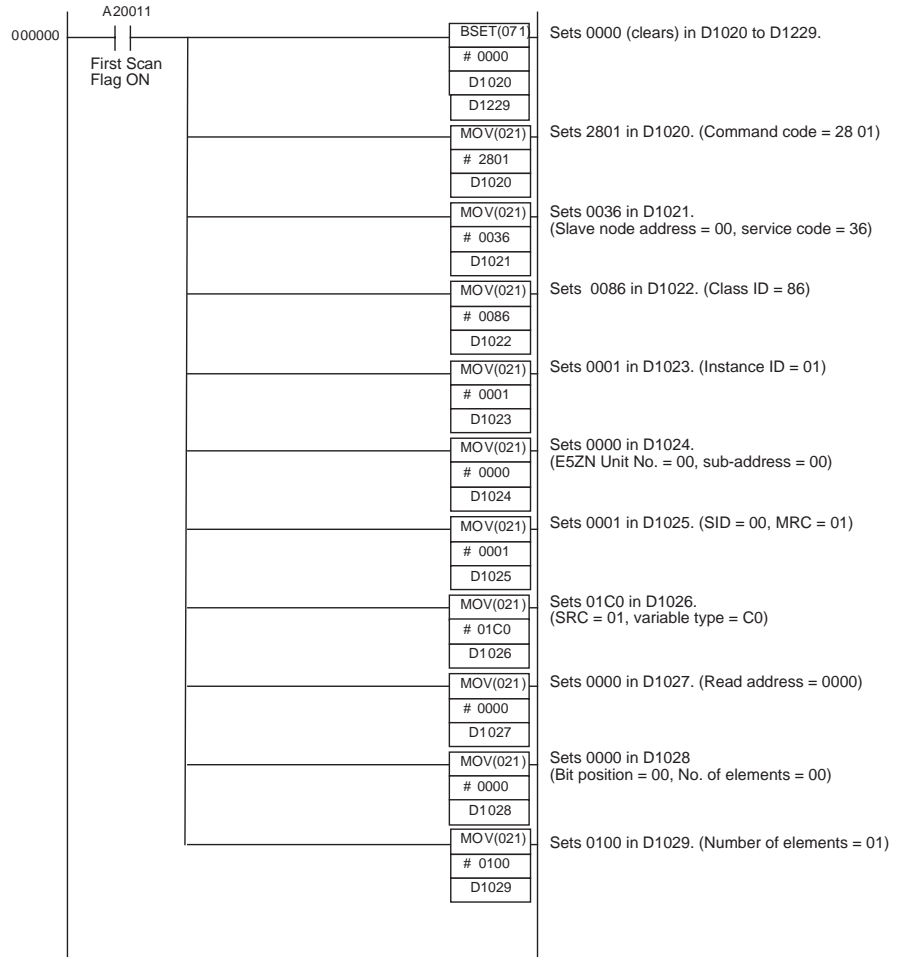 A20011
000000
First Scan
Flag ON
BSET(071)
# 0000
D1020
D1229
Sets 0000 (clears) in D1020 to D1229.
MOV(021)
# 2801
D1020
Sets 2801 in D1020. (Command code = 28 01)
MOV(021)
# 0036
D1021
Sets 0036 in D1021.
(Slave node address = 00, service code = 36)
MOV(021)
# 0086
D1022
Sets 0086 in D1022. (Class ID = 86)
MOV(021)
# 0001
D1023
Sets 0001 in D1023. (Instance ID = 01)
MOV(021)
# 0000
D1024
Sets 0000 in D1024.
(E5ZN Unit No. = 00, sub-address = 00)
MOV(021)
# 0001
D1025
Sets 0001 in D1025. (SID = 00, MRC = 01)
MOV(021)
# 01C0
D1026
Sets 01C0 in D1026.
(SRC = 01, variable type = C0)
MOV(021)
# 0000
D1027
Sets 0000 in D1027. (Read address = 0000)
MOV(021)
# 0000
D1028
Sets 0000 in D1028
(Bit position = 00, No. of elements = 00)
MOV(021)
# 0100
D1029
Sets 0100 in D1029. (Number of elements = 01)